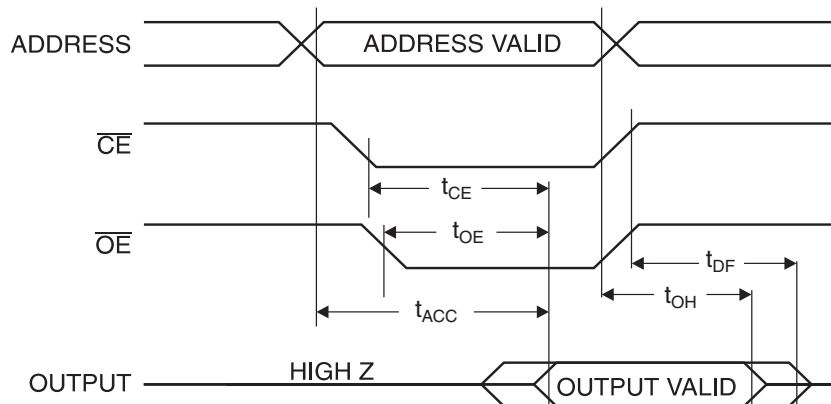 ADDRESS
ADDRESS VALID
CE
tCE
OE
tOE
tDF
tOH
tACC
HIGH Z
OUTPUT
OUTPUT VALID